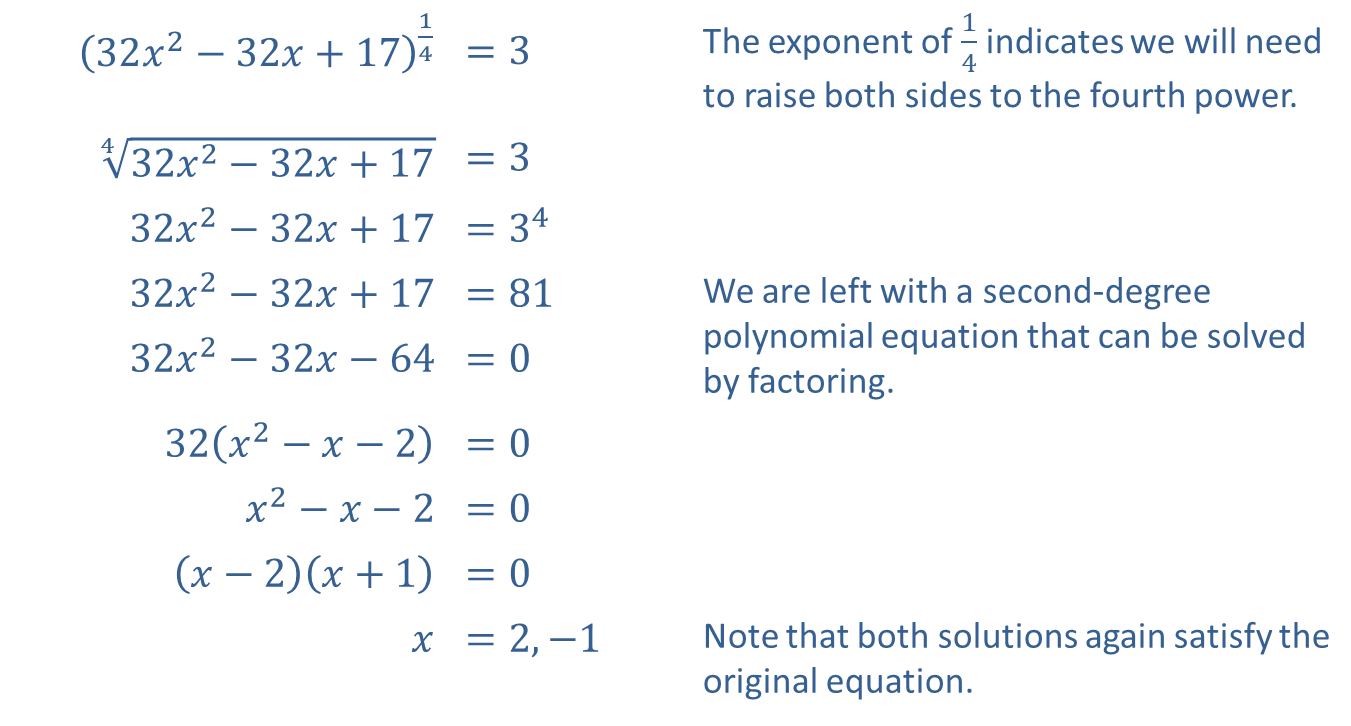 (32x² − 32x + 17)^(1/4) = 3
The exponent of 1/4 indicates we will need
to raise both sides to the fourth power.
∜(32x² − 32x + 17) = 3
32x² − 32x + 17 = 3⁴
32x² − 32x + 17 = 81
We are left with a second-degree
polynomial equation that can be solved
by factoring.
32x² − 32x − 64 = 0
32(x² − x − 2) = 0
x² − x − 2 = 0
(x − 2)(x + 1) = 0
x = 2, −1
Note that both solutions again satisfy the
original equation.